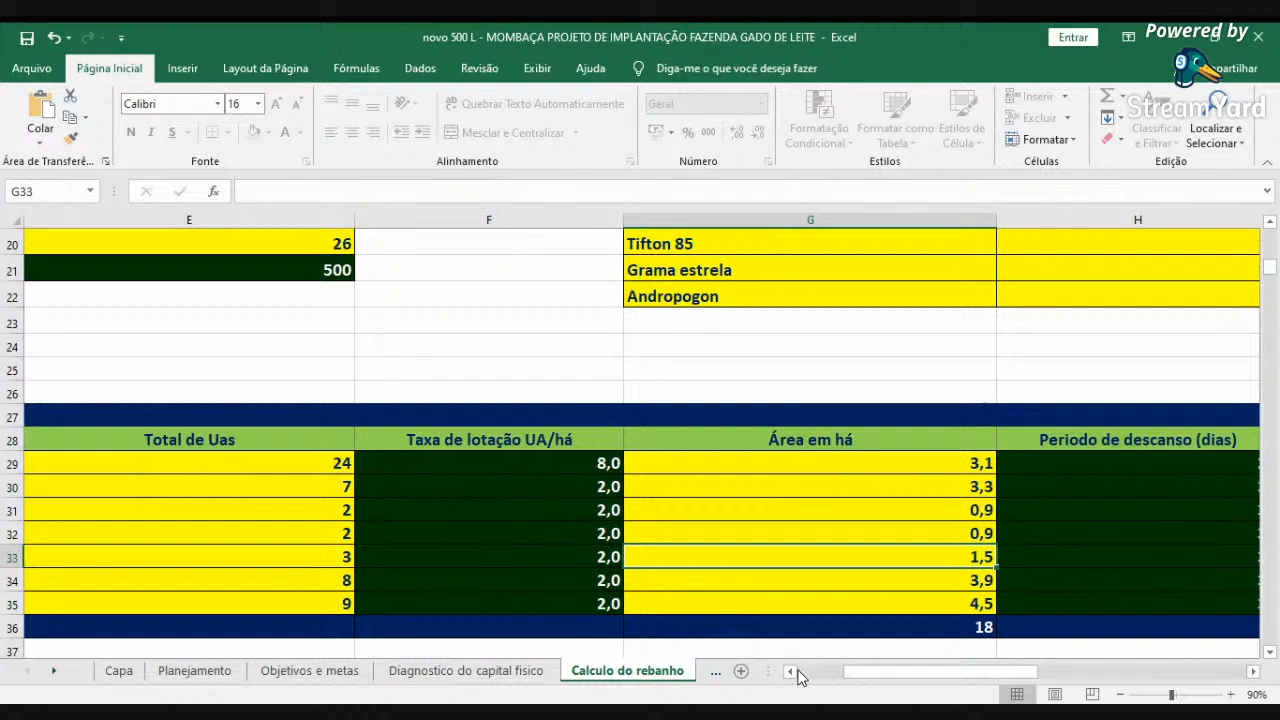 Powered by
StreamYard
novo 500 L - MOMBAÇA PROJETO DE IMPLANTAÇÃO FAZENDA GADO DE LEITE - Excel
Entrar
Arquivo Página Inicial Inserir Layout da Página Fórmulas Dados Revisão Exibir Ajuda Diga-me o que você deseja fazer
Colar
Calibri 16
N I S
Quebrar Texto Automaticamente
Mesclar e Centralizar
Geral
% 000
Formatação Condicional
Formatar como Tabela
Estilos de Célula
Inserir
Excluir
Formatar
Classificar e Filtrar
Localizar e Selecionar
Área de Transferê... Fonte Alinhamento Número Estilos Células Edição
G33 fx
E F G H
20 26 Tifton 85
21 500 Grama estrela
22 Andropogon
23
24
25
26
27
28 Total de Uas Taxa de lotação UA/há Área em há Periodo de descanso (dias)
29 24 8,0 3,1
30 7 2,0 3,3
31 2 2,0 0,9
32 2 2,0 0,9
33 3 2,0 1,5
34 8 2,0 3,9
35 9 2,0 4,5
36 18
37
Capa Planejamento Objetivos e metas Diagnostico do capital fisico Calculo do rebanho ...
90%